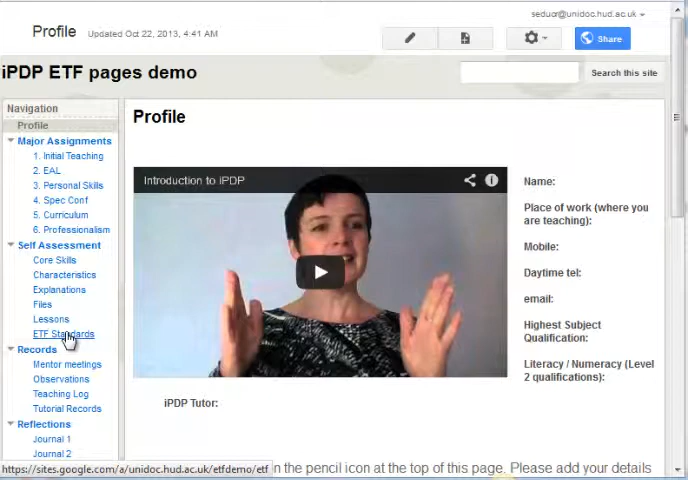 seducr@unidoc.hud.ac.uk
Profile Updated Oct 22, 2013, 4:41 AM
Share
iPDP ETF pages demo
Search this site
Navigation
Profile
Major Assignments
1. Initial Teaching
2. EAL
3. Personal Skills
4. Spec Conf
5. Curriculum
6. Professionalism
Self Assessment
Core Skills
Characteristics
Explanations
Files
Lessons
ETF Standards
Records
Mentor meetings
Observations
Teaching Log
Tutorial Records
Reflections
Journal 1
Journal 2
Profile
Introduction to iPDP
Name:
Place of work (where you
are teaching):
Mobile:
Daytime tel:
email:
Highest Subject
Qualification:
Literacy / Numeracy (Level
2 qualifications):
iPDP Tutor:
n the pencil icon at the top of this page. Please add your details
https://sites.google.com/a/unidoc.hud.ac.uk/etfdemo/etf